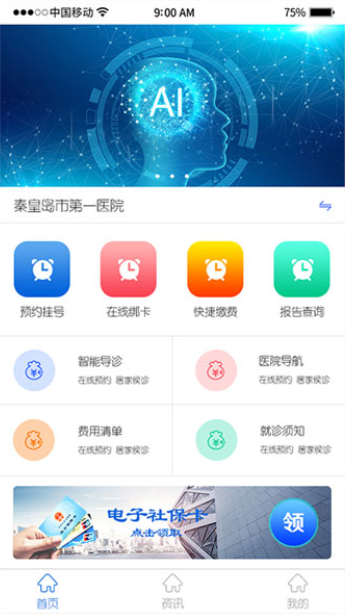 中国移动 9:00 AM 75%
AI
秦皇岛市第一医院
预约挂号 在线绑卡 快捷缴费 报告查询
智能导诊 医院导航
在线预约 居家候诊 在线预约 居家候诊
费用清单 就诊须知
在线预约 居家候诊 在线预约 居家候诊
电子社保卡
点击领取
领
首页 资讯 我的